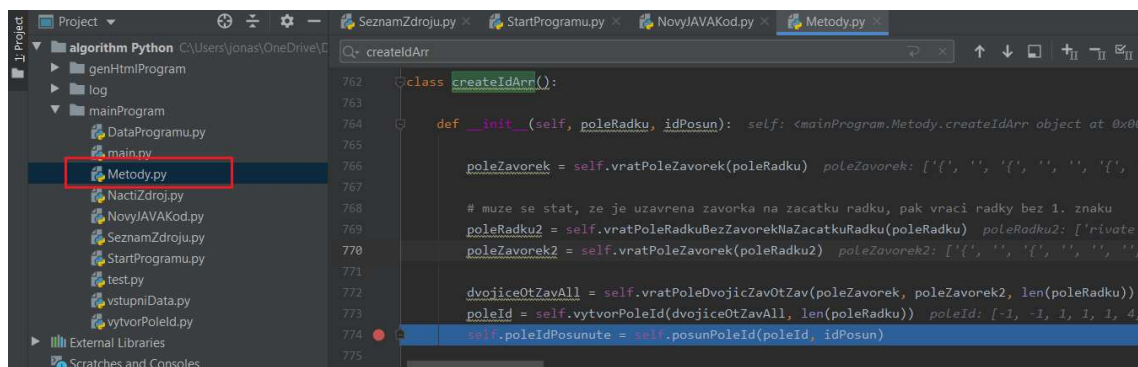 1: Project
Project
SeznamZdroju.py
StartProgramu.py
NovyJAVAKod.py
Metody.py
algorithm Python C:\Users\jonas\OneDrive\D
genHtmlProgram
log
mainProgram
DataProgramu.py
main.py
Metody.py
NactiZdroj.py
NovyJAVAKod.py
SeznamZdroju.py
StartProgramu.py
test.py
vstupniData.py
vytvorPoleId.py
External Libraries
Scratches and Consoles
createIdArr
762 class createIdArr():
763
764 def __init__(self, poleRadku, idPosun): self: <mainProgram.Metody.createIdArr object at 0x0
765
766 poleZavorek = self.vratPoleZavorek(poleRadku) poleZavorek: ['{', '', '{', '', '', '{',
767
768 # muze se stat, ze je uzavrena zavorka na zacatku radku, pak vraci radky bez 1. znaku
769 poleRadku2 = self.vratPoleRadkuBezZavorekNaZacatkuRadku(poleRadku) poleRadku2: ['rivate
770 poleZavorek2 = self.vratPoleZavorek(poleRadku2) poleZavorek2: ['{', '', '{', '', '', ''
771
772 dvojiceOtZavAll = self.vratPoleDvojicZavOtZav(poleZavorek, poleZavorek2, len(poleRadku))
773 poleId = self.vytvorPoleId(dvojiceOtZavAll, len(poleRadku)) poleId: [-1, -1, 1, 1, 1, 4,
774 self.poleIdPosunute = self.posunPoleId(poleId, idPosun)
775